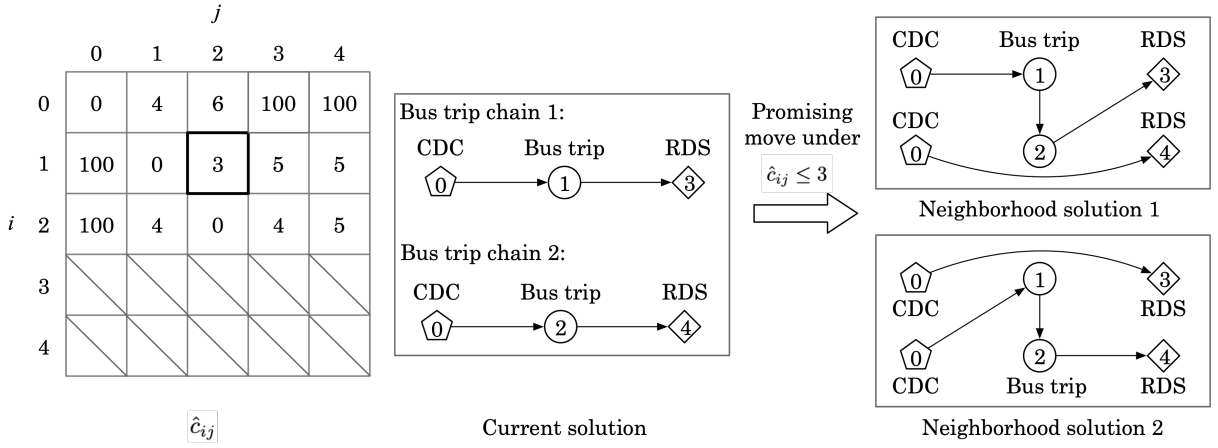 j
0 1 2 3 4
0 0 4 6 100 100
1 100 0 3 5 5
i 2 100 4 0 4 5
3
4
ĉij
Bus trip chain 1:
CDC Bus trip RDS
0 1 3
Bus trip chain 2:
CDC Bus trip RDS
0 2 4
Current solution
Promising
move under
ĉij ≤ 3
CDC Bus trip RDS
0 1 3
CDC RDS
0 2 4
Neighborhood solution 1
0 1 3
CDC RDS
0 2 4
CDC Bus trip RDS
Neighborhood solution 2